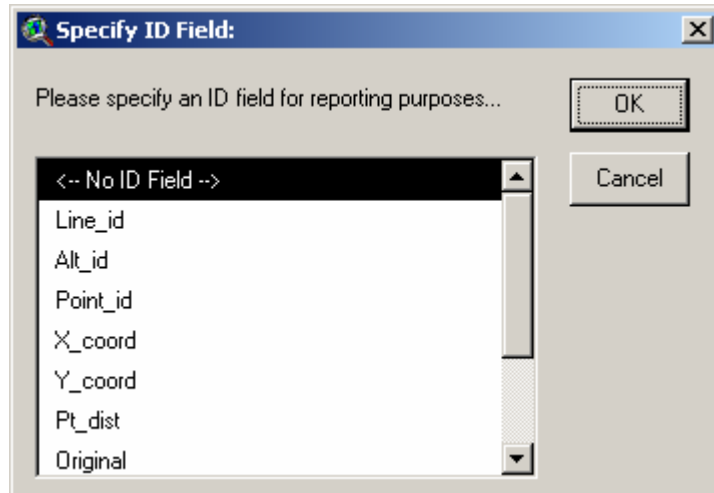 Specify ID Field:
Please specify an ID field for reporting purposes...
OK
Cancel
<-- No ID Field -->
Line_id
Alt_id
Point_id
X_coord
Y_coord
Pt_dist
Original